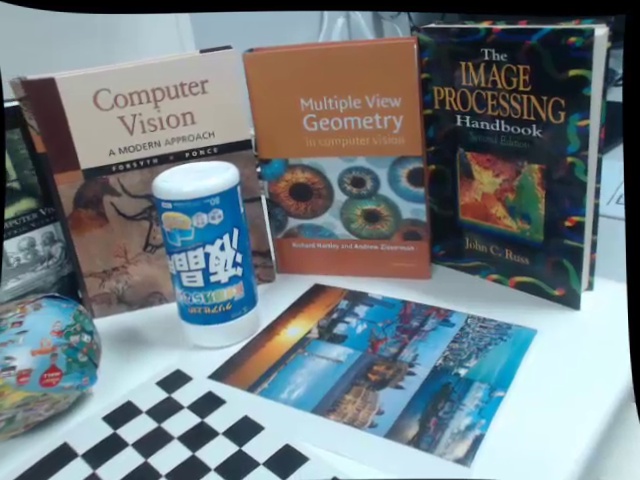 Computer
Vision
A MODERN APPROACH
FORSYTH PONCE
Multiple View
Geometry
in computer vision
Richard Hartley and Andrew Zisserman
The
IMAGE
PROCESSING
Handbook
Second Edition
John C. Russ